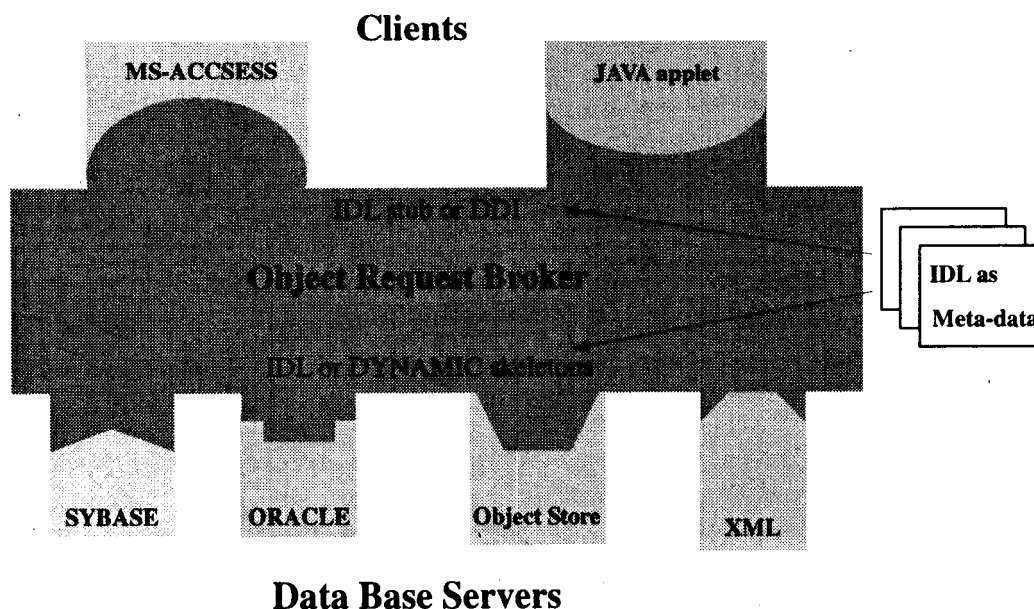 Clients
MS-ACCSESS
JAVA applet
IDL stub or DDI
Object Request Broker
IDL as
Meta-data
IDL or DYNAMIC skeletons
SYBASE
ORACLE
Object Store
XML
Data Base Servers